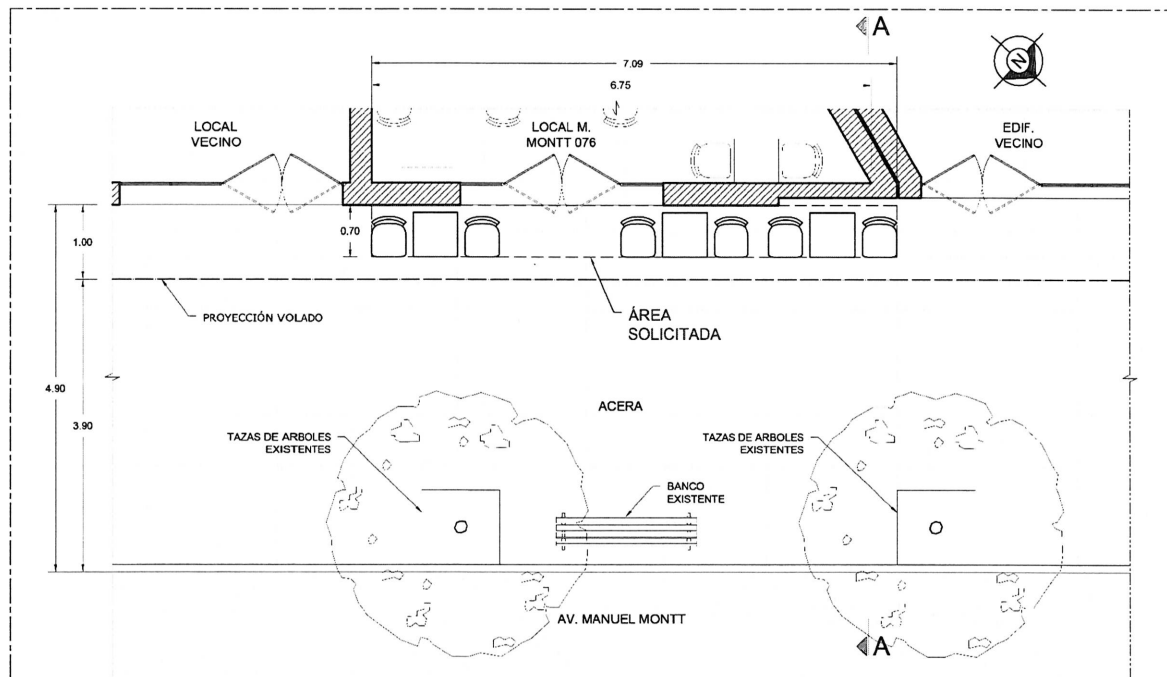 A
N
7.09
6.75
LOCAL
VECINO
LOCAL M.
MONTT 076
EDIF.
VECINO
1.00
0.70
PROYECCIÓN VOLADO
ÁREA
SOLICITADA
4.90
3.90
ACERA
TAZAS DE ARBOLES
EXISTENTES
TAZAS DE ARBOLES
EXISTENTES
BANCO
EXISTENTE
AV. MANUEL MONTT
A